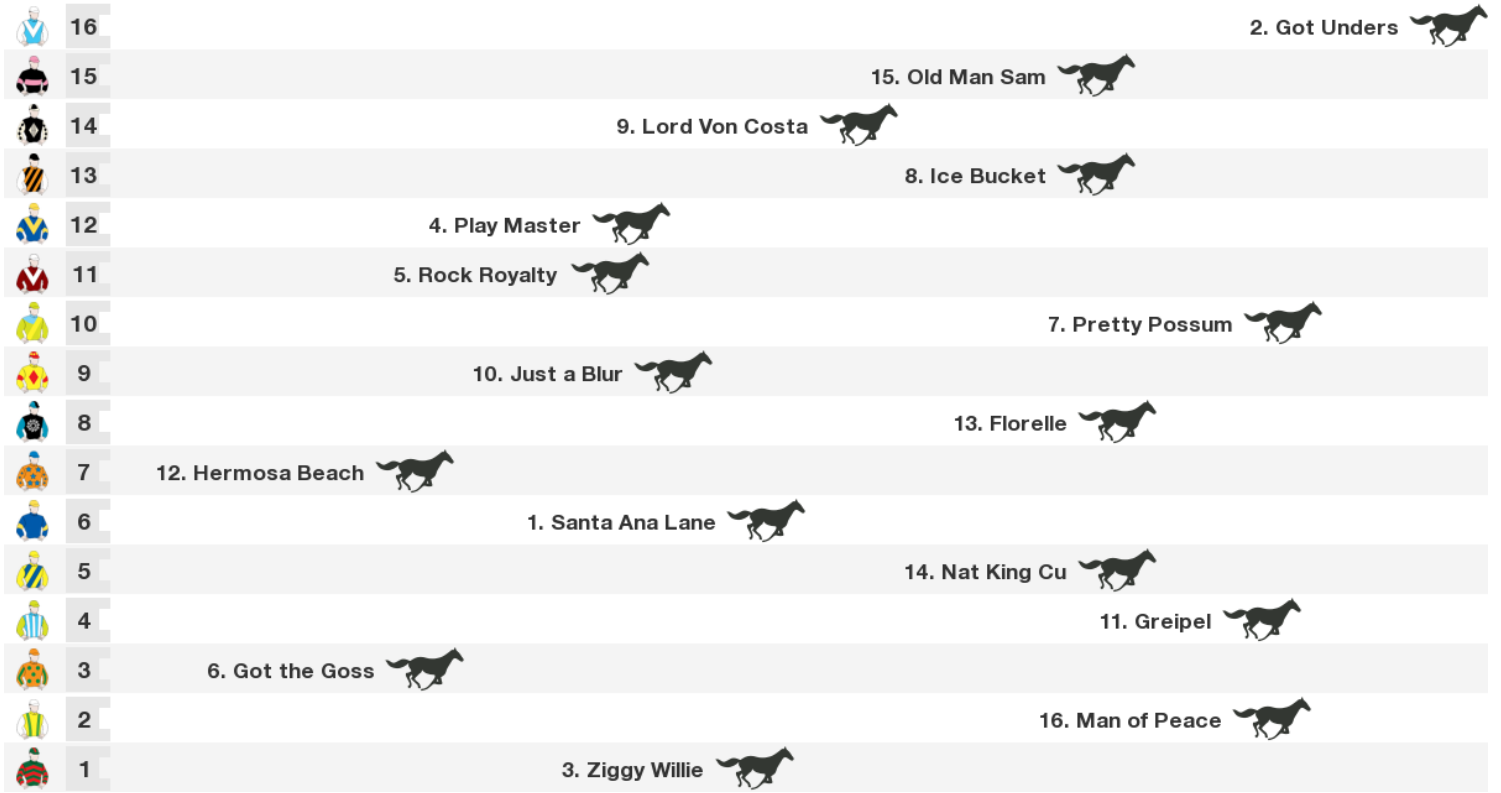 16 2. Got Unders
15 15. Old Man Sam
14 9. Lord Von Costa
13 8. Ice Bucket
12 4. Play Master
11 5. Rock Royalty
10 7. Pretty Possum
9 10. Just a Blur
8 13. Florelle
7 12. Hermosa Beach
6 1. Santa Ana Lane
5 14. Nat King Cu
4 11. Greipel
3 6. Got the Goss
2 16. Man of Peace
1 3. Ziggy Willie